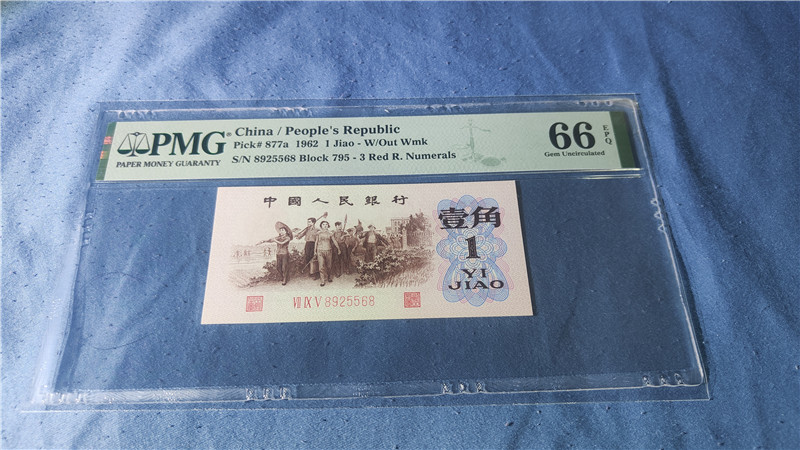 PMG®
PAPER MONEY GUARANTY
China / People's Republic
Pick# 877a 1962 1 Jiao - W/Out Wmk
S/N 8925568 Block 795 - 3 Red R. Numerals
66 EPQ
Gem Uncirculated
中國人民銀行
壹角
1
YI
JIAO
VII IX V 8925568